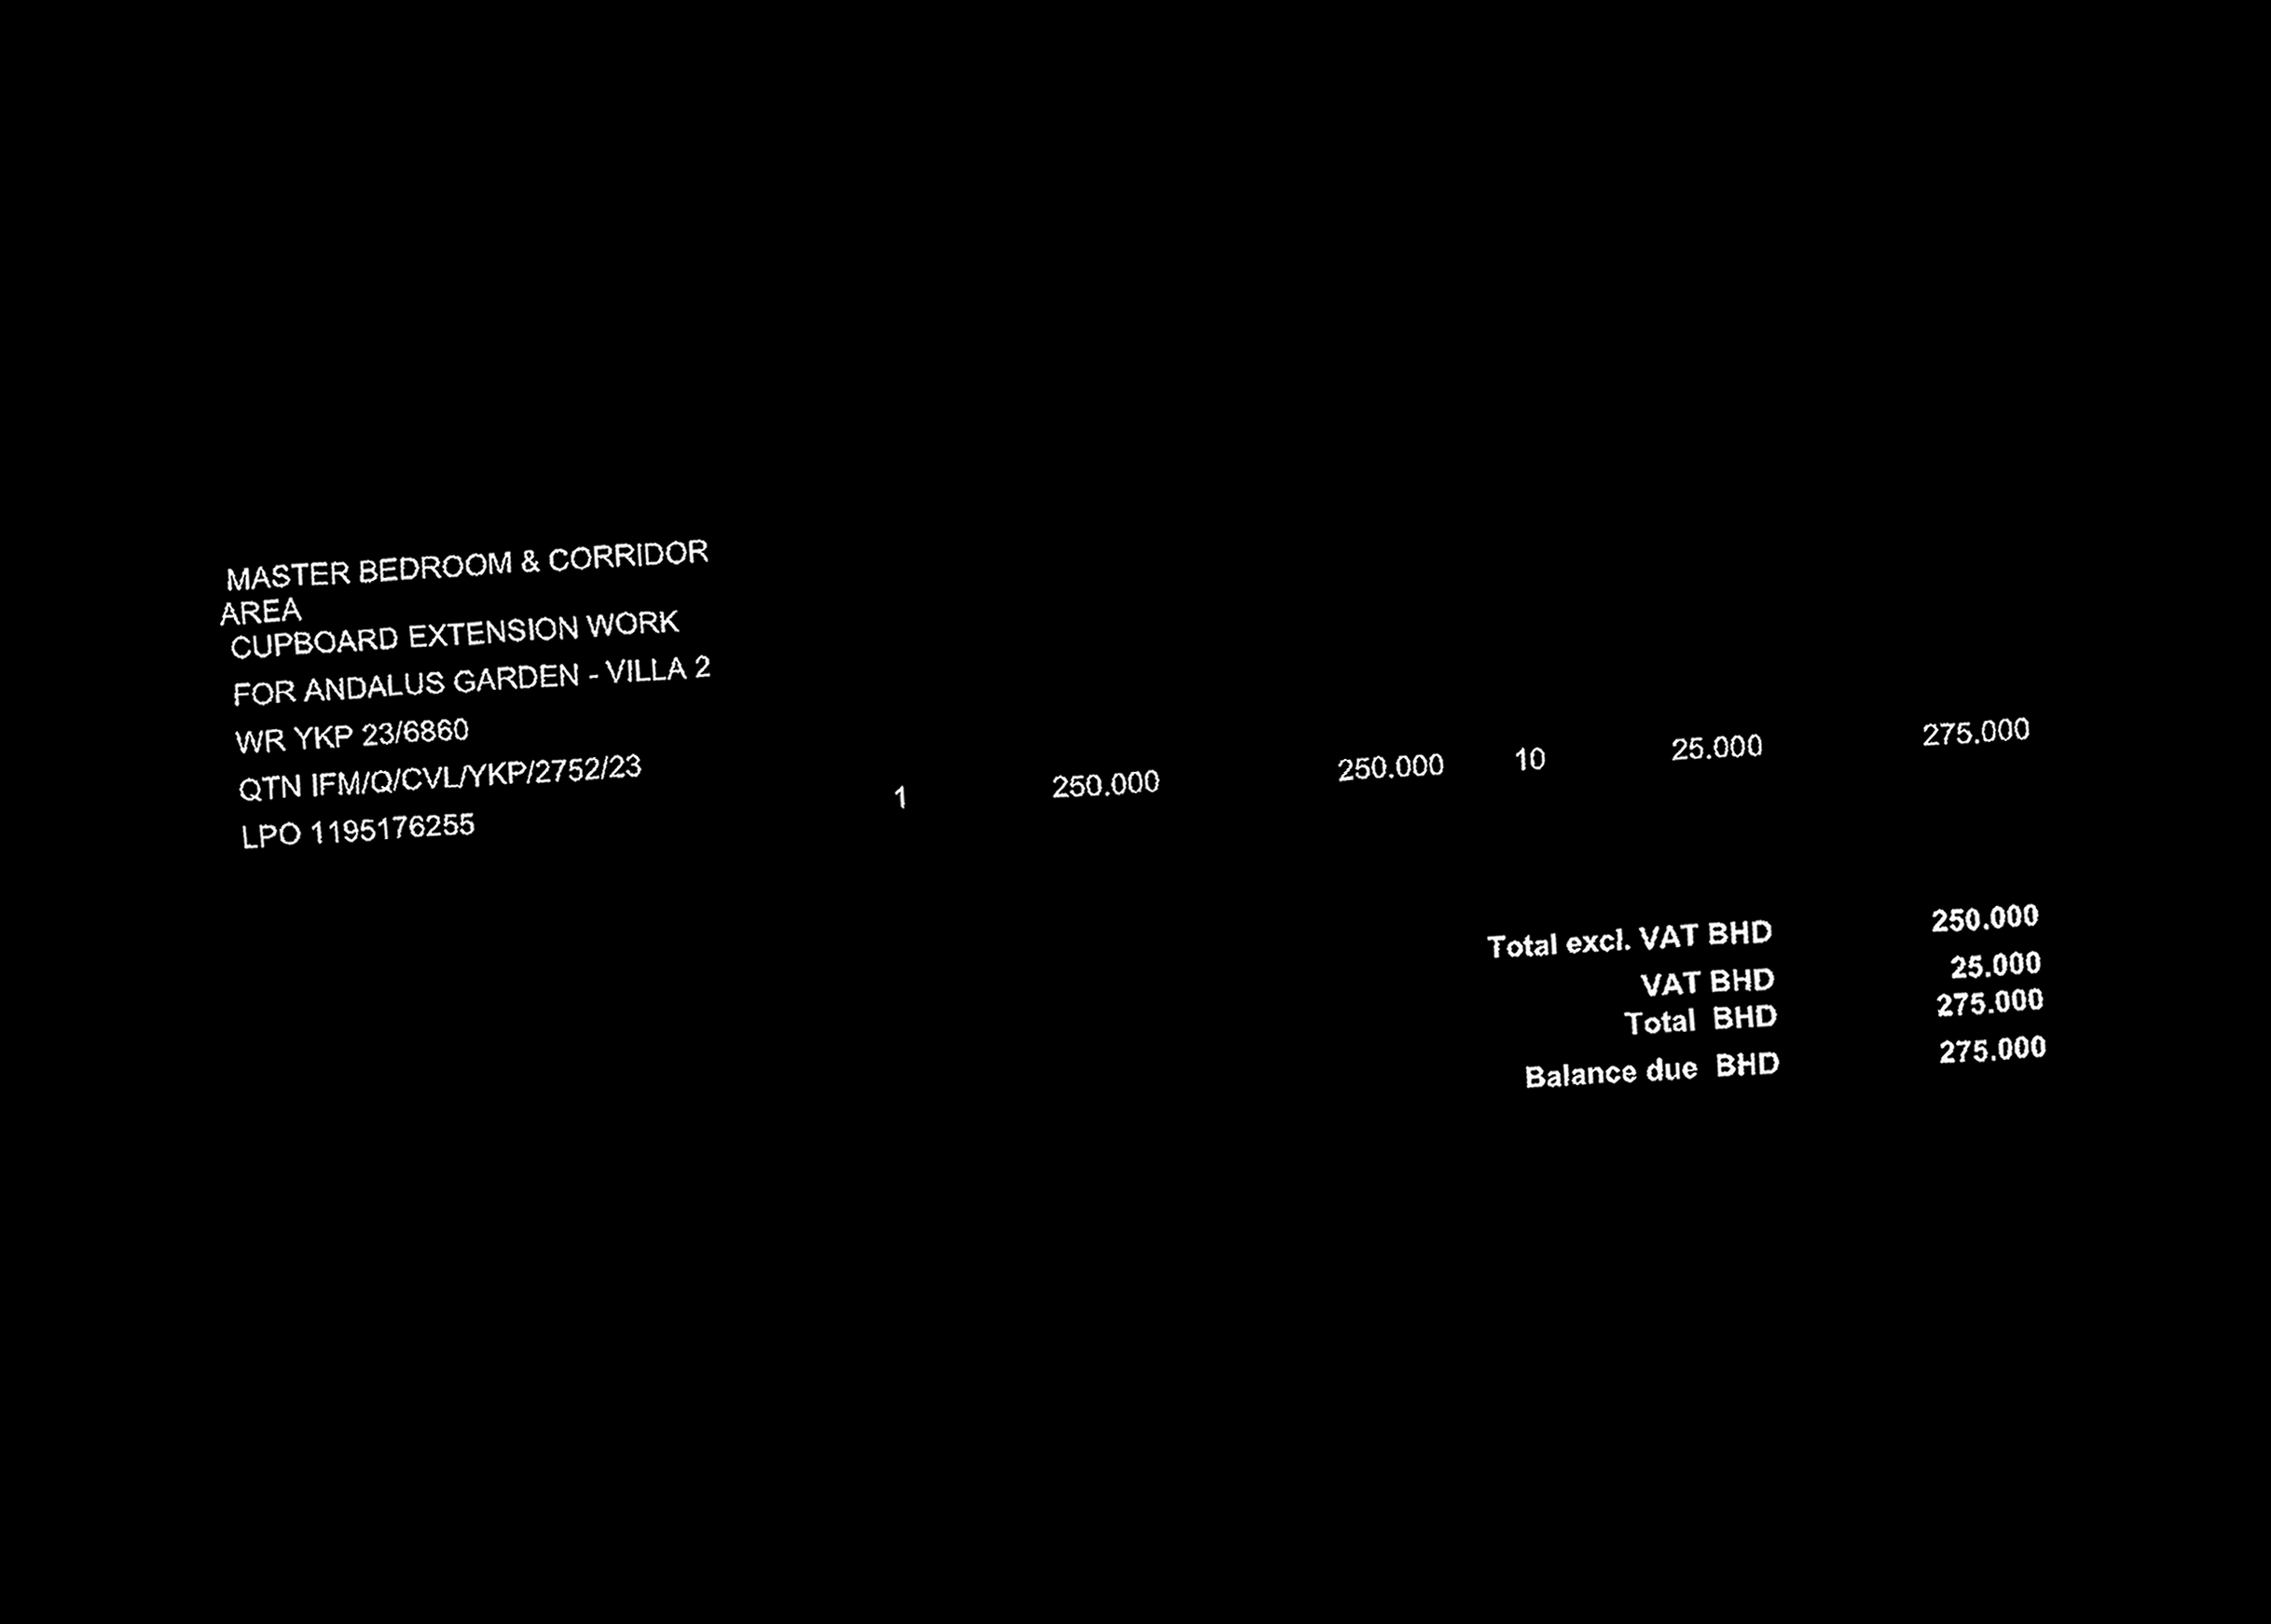 MASTER BEDROOM & CORRIDOR
AREA
CUPBOARD EXTENSION WORK
FOR ANDALUS GARDEN - VILLA 2
WR YKP 23/6860
QTN IFM/Q/CVL/YKP/2752/23
LPO 1195176255 1 250.000 250.000 10 25.000 275.000
Total excl. VAT BHD 250.000
VAT BHD 25.000
Total BHD 275.000
Balance due BHD 275.000